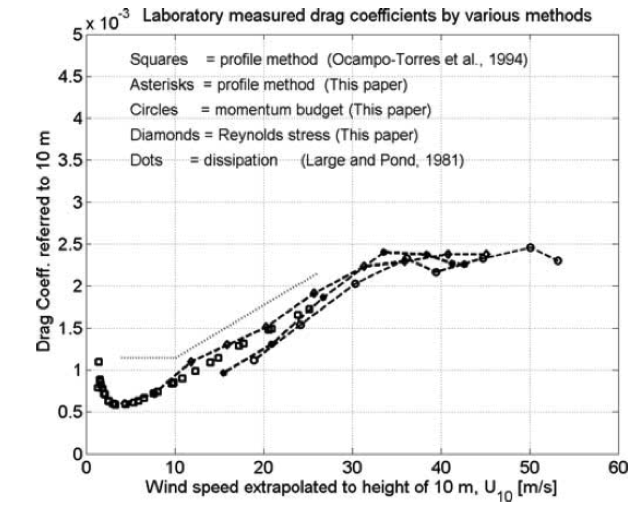 x 10-3 Laboratory measured drag coefficients by various methods
5
4.5
4
3.5
3
2.5
2
1.5
1
0.5
0
Squares = profile method (Ocampo-Torres et al., 1994)
Asterisks = profile method (This paper)
Circles = momentum budget (This paper)
Diamonds = Reynolds stress (This paper)
Dots = dissipation (Large and Pond, 1981)
Drag Coeff. referred to 10 m
0 10 20 30 40 50 60
Wind speed extrapolated to height of 10 m, U10 [m/s]